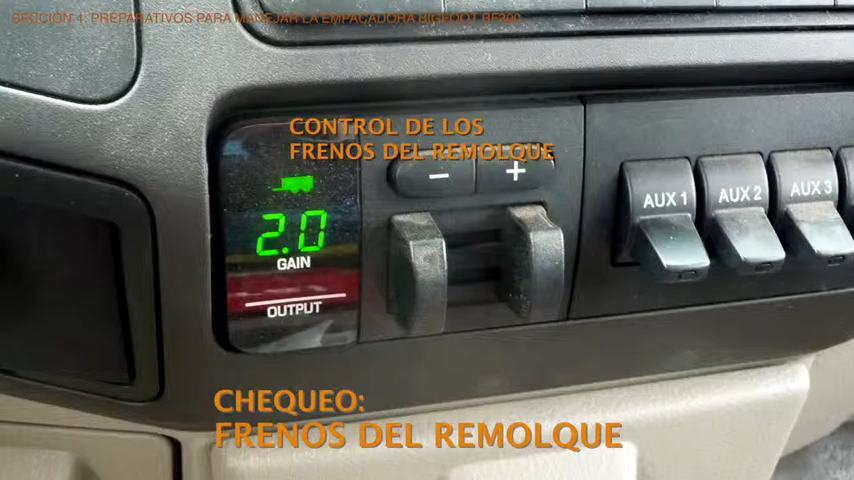 SECCIÓN 4: PREPARATIVOS PARA MANEJAR LA EMPACADORA BIGFOOT BF300
CONTROL DE LOS
FRENOS DEL REMOLQUE
- +
2.0
GAIN
OUTPUT
AUX 1 AUX 2 AUX 3
CHEQUEO:
FRENOS DEL REMOLQUE